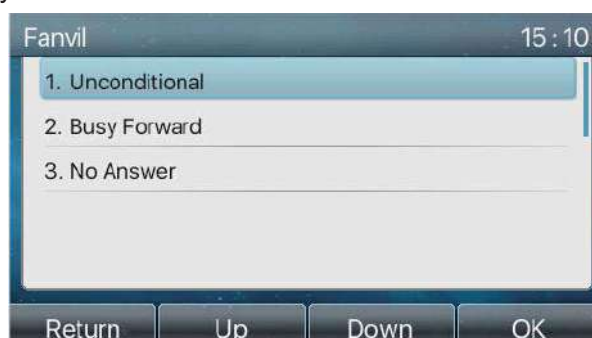 Fanvil 15:10
1. Unconditional
2. Busy Forward
3. No Answer
Return Up Down OK